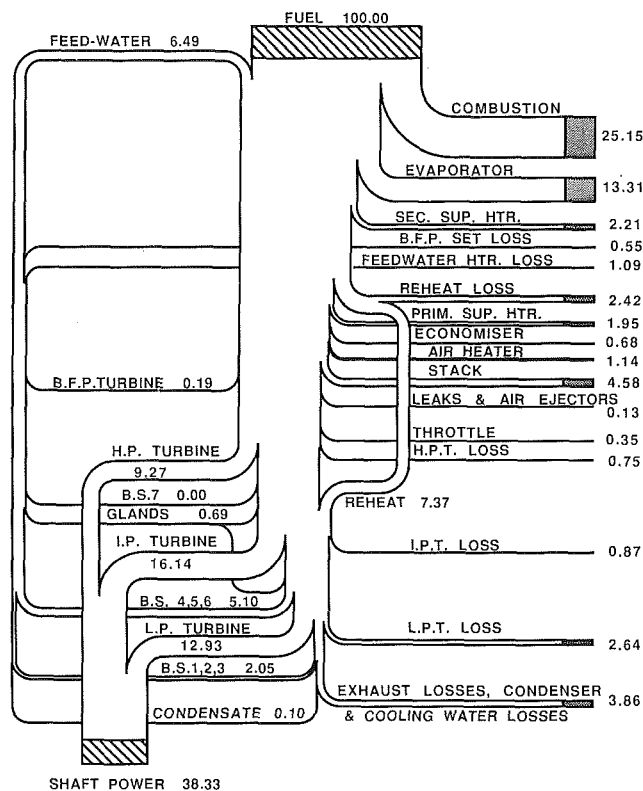 FUEL 100.00
FEED-WATER 6.49
COMBUSTION
25.15
EVAPORATOR
13.31
SEC. SUP. HTR.
2.21
B.F.P. SET LOSS
0.55
FEEDWATER HTR. LOSS
1.09
REHEAT LOSS
2.42
PRIM. SUP. HTR.
1.95
ECONOMISER
0.68
AIR HEATER
1.14
STACK
4.58
B.F.P. TURBINE 0.19
LEAKS & AIR EJECTORS
0.13
THROTTLE
0.35
H.P. TURBINE
9.27
H.P.T. LOSS
0.75
B.S.7 0.00
REHEAT 7.37
GLANDS 0.69
I.P. TURBINE
16.14
I.P.T. LOSS
0.87
B.S. 4,5,6 5.10
L.P. TURBINE
12.93
L.P.T. LOSS
2.64
B.S.1,2,3 2.05
EXHAUST LOSSES, CONDENSER
& COOLING WATER LOSSES
3.86
CONDENSATE 0.10
SHAFT POWER 38.33